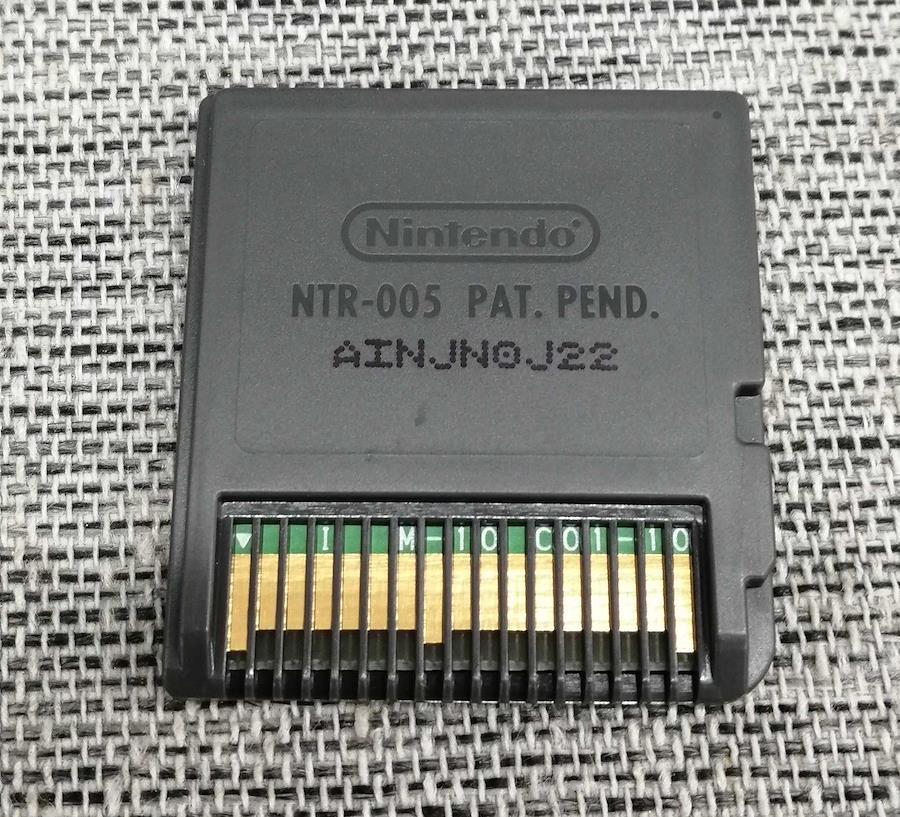 Nintendo
NTR-005 PAT. PEND.
AINJN0J22
I M-10 C01-10